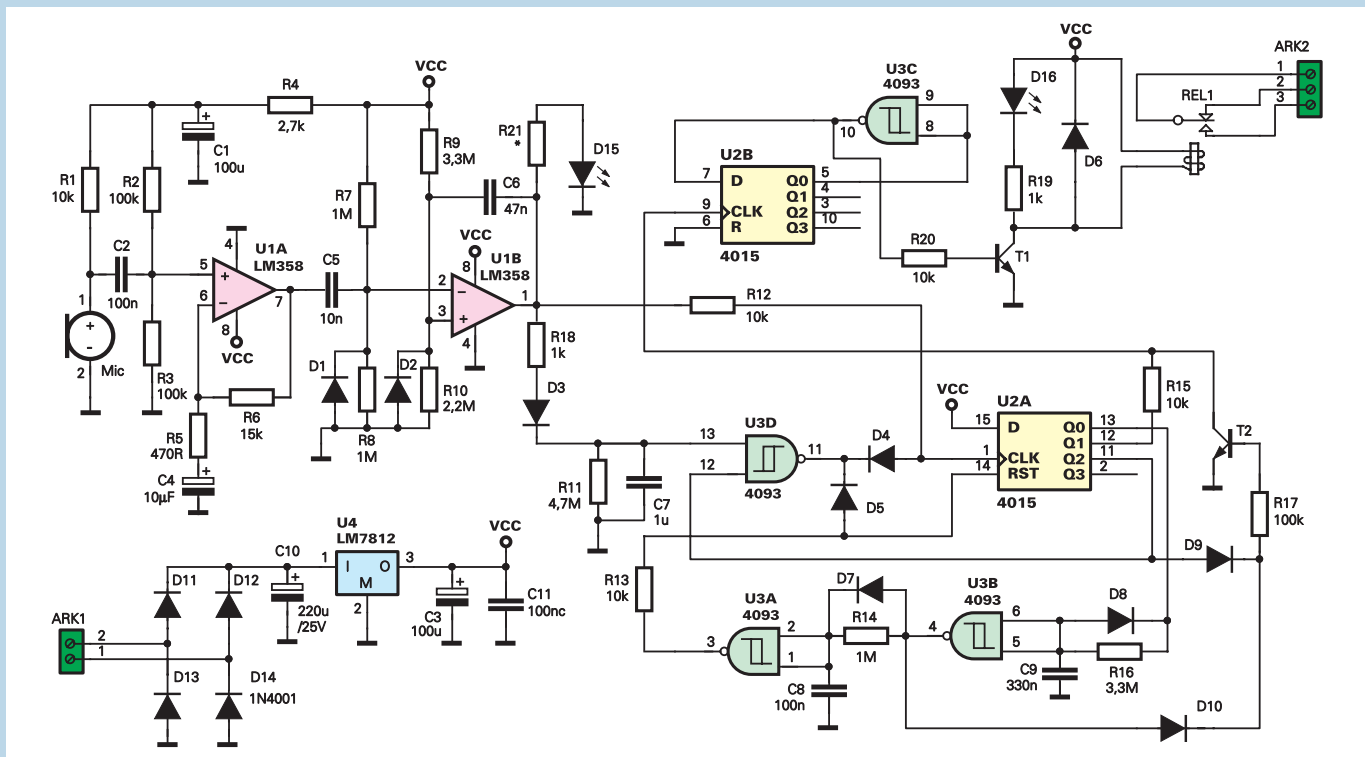 VCC
R4
2,7k
C1
100u
R1
10k
R2
100k
R9
3,3M
R21
*
D15
R7
1M
C6
47n
C2
100n
4
U1A
LM358
5
6
7
8
VCC
+
−
C5
10n
VCC
U1B
LM358
8
2
3
1
4
−
+
1
+
-
2
Mic
R3
100k
R6
15k
R5
470R
C4
+
10µF
D1
R8
1M
D2
R10
2,2M
R18
1k
D3
R12
10k
U3C
4093
9
8
10
U2B
7
D
Q0
5
Q1
4
9
CLK
Q2
3
6
R
Q3
10
4015
VCC
D16
R19
1k
D6
R20
10k
T1
REL1
ARK2
1
2
3
R15
10k
VCC
U2A
15
D
Q0
13
Q1
12
1
CLK
Q2
11
14
RST
Q3
2
4015
T2
R17
100k
U3D
13
12
11
4093
D4
D5
R11
4,7M
C7
1u
D9
R13
10k
U3A
4093
3
2
1
D7
R14
1M
C8
100n
U3B
4093
4
6
5
D8
C9
330n
R16
3,3M
D10
ARK1
2
1
D11
D12
D13
D14
1N4001
C10
+
220u
/25V
U4
LM7812
1
I
O
3
M
2
+
C3
100u
VCC
C11
100nc